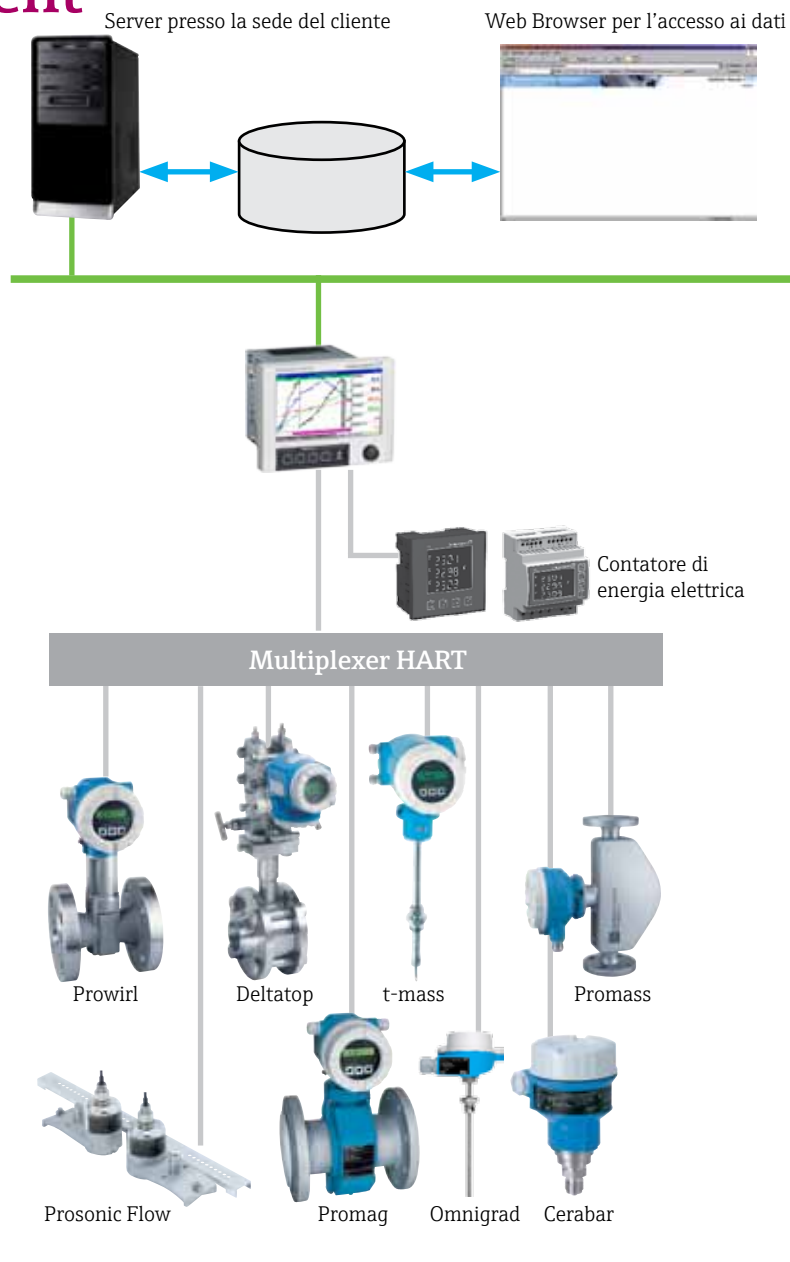 Server presso la sede del cliente
Web Browser per l'accesso ai dati
Contatore di
energia elettrica
Multiplexer HART
Prowirl
Deltatop
t-mass
Promass
Prosonic Flow
Promag
Omnigrad
Cerabar